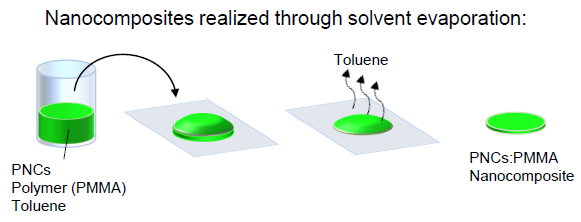 Nanocomposites realized through solvent evaporation:
Toluene
PNCs
Polymer (PMMA)
Toluene
PNCs:PMMA
Nanocomposite